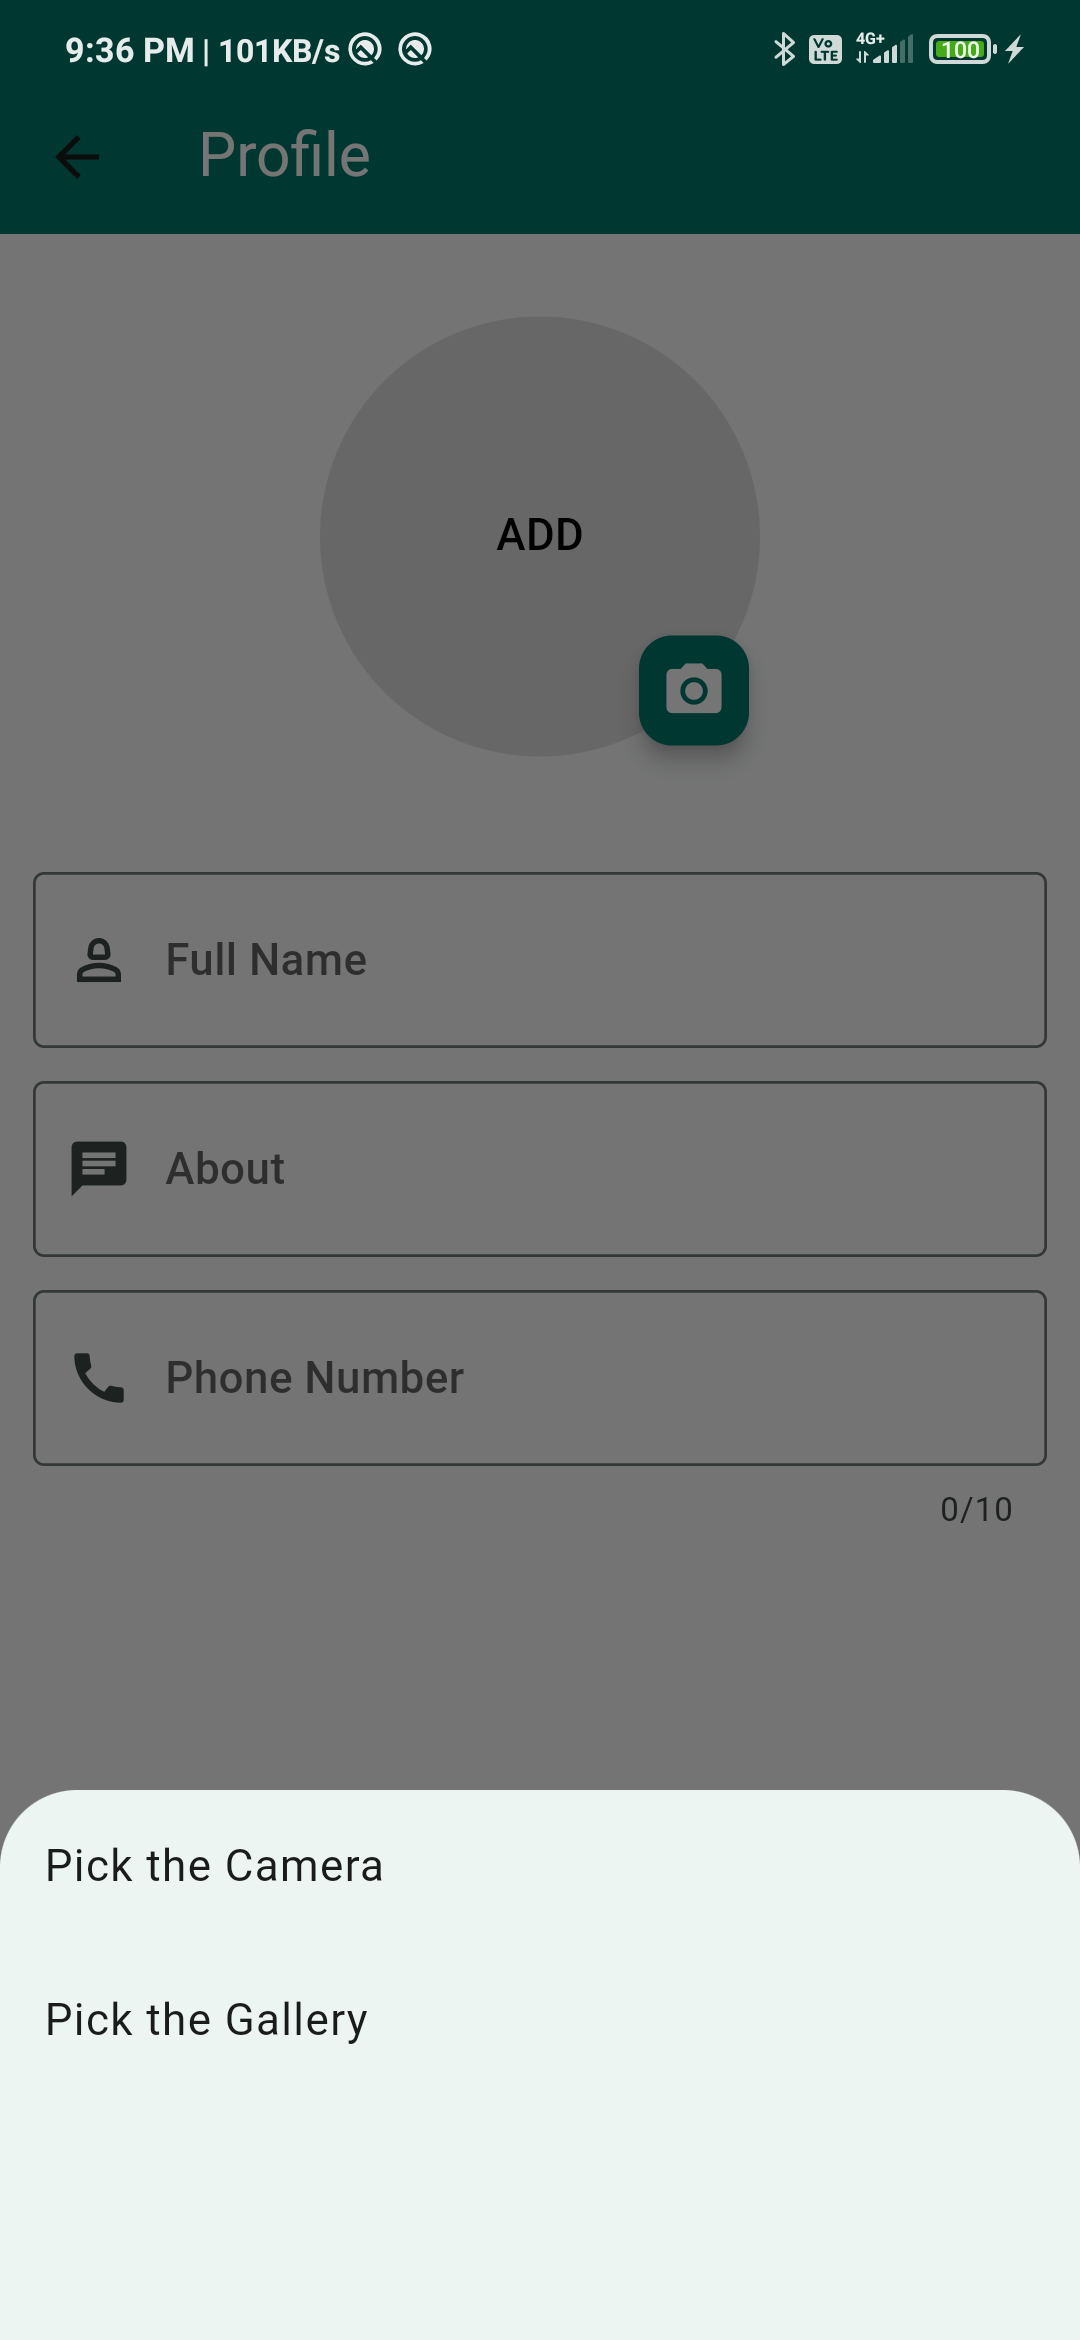 9:36 PM | 101KB/s
Vo LTE 4G+ 100
Profile
ADD
Full Name
About
Phone Number
0/10
Pick the Camera
Pick the Gallery